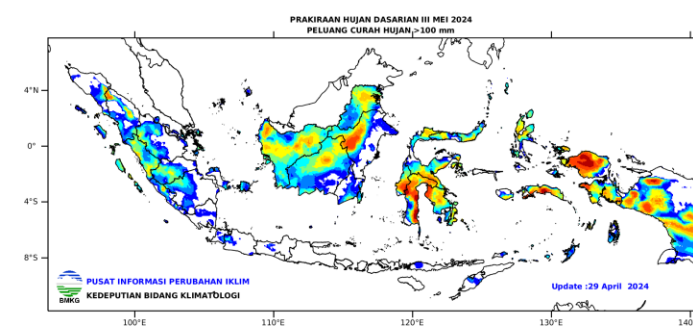 PRAKIRAAN HUJAN DASARIAN III MEI 2024
PELUANG CURAH HUJAN >100 mm
4°N
0°
4°S
8°S
PUSAT INFORMASI PERUBAHAN IKLIM
KEDEPUTIAN BIDANG KLIMATOLOGI
BMKG
Update :29 April 2024
100°E
110°E
120°E
130°E
140°E